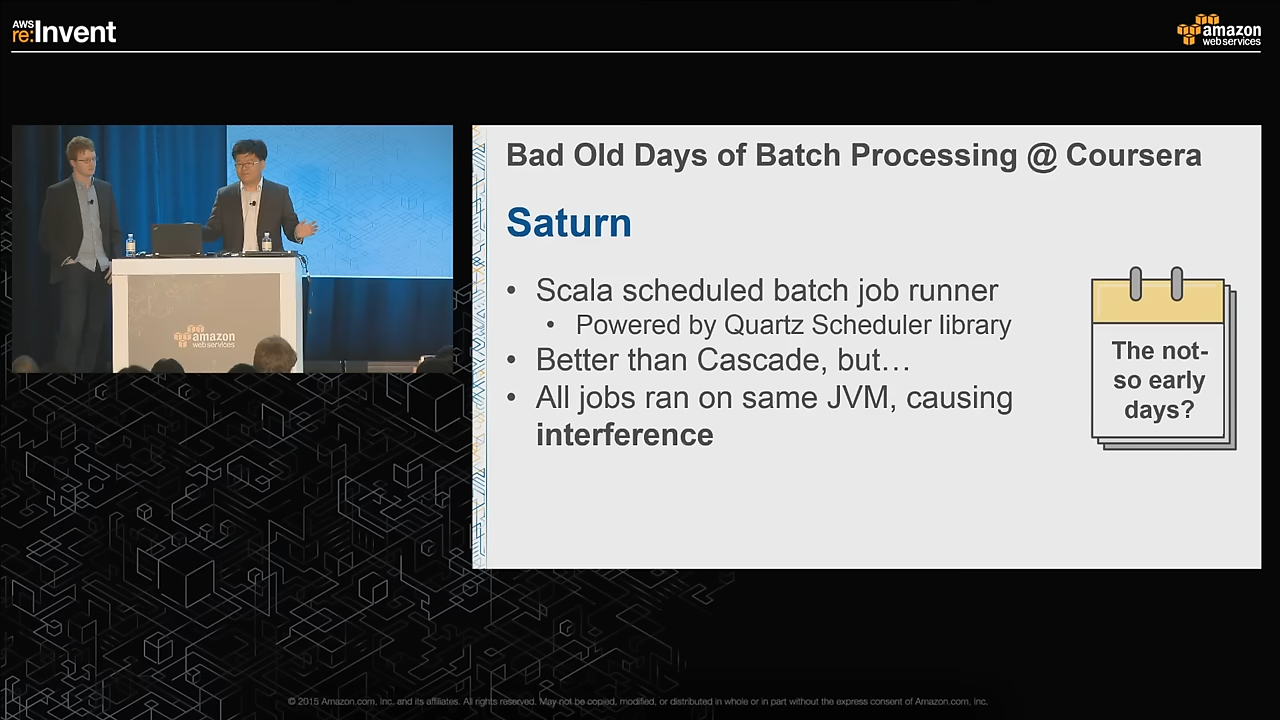 AWS
re:Invent
amazon
web services
Bad Old Days of Batch Processing @ Coursera
Saturn
• Scala scheduled batch job runner
• Powered by Quartz Scheduler library
• Better than Cascade, but…
• All jobs ran on same JVM, causing
interference
The not-
so early
days?
amazon
web services
© 2015 Amazon.com, Inc. and its affiliates. All rights reserved. May not be copied, modified, or distributed in whole or in part without the express consent of Amazon.com, Inc.